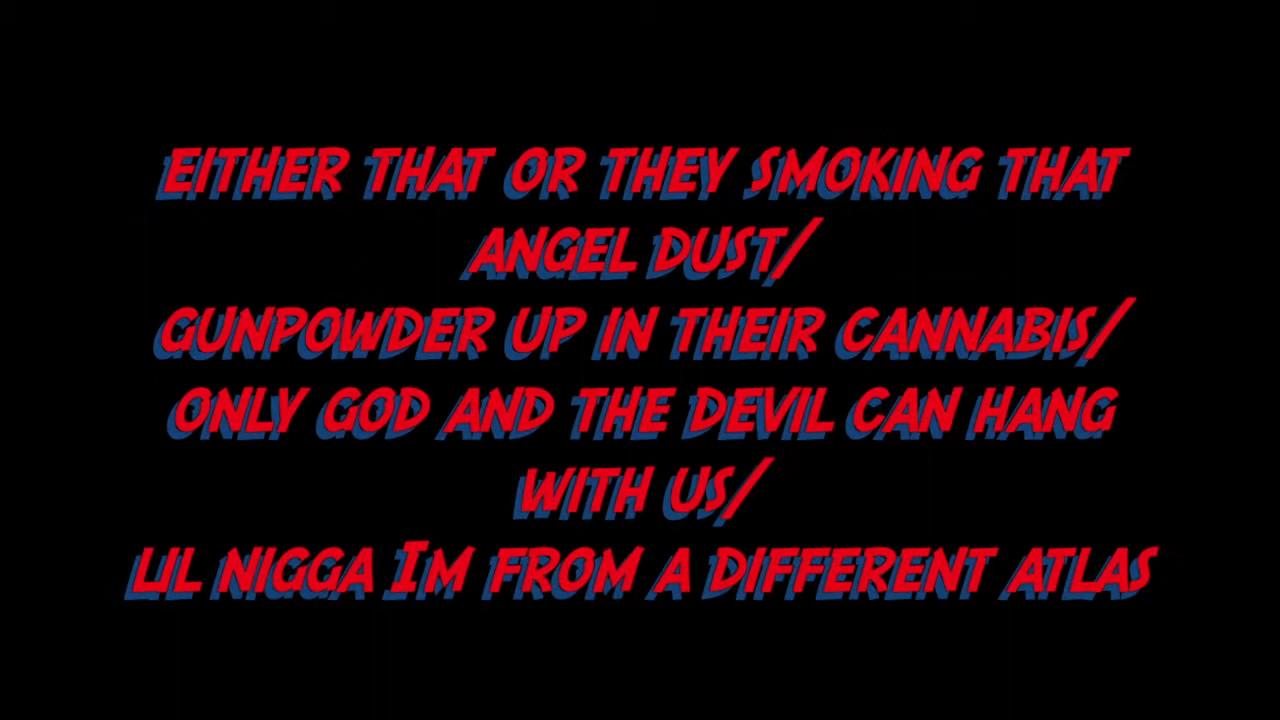 EITHER THAT OR THEY SMOKING THAT
ANGEL DUST/
GUNPOWDER UP IN THEIR CANNABIS/
ONLY GOD AND THE DEVIL CAN HANG
WITH US/
LIL NIGGA IM FROM A DIFFERENT ATLAS